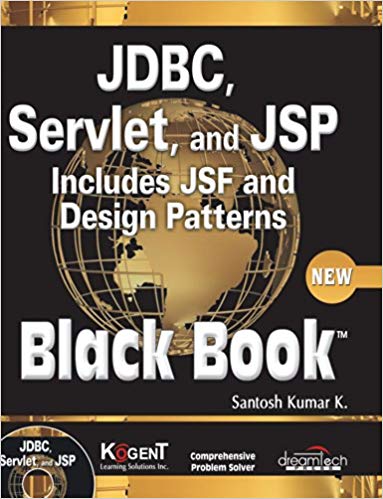 JDBC,
Servlet, and JSP
Includes JSF and
Design Patterns
NEW
Black Book™
Santosh Kumar K.
JDBC,
Servlet, and JSP
KOGENT
Learning Solutions Inc.
Comprehensive
Problem Solver
dreamtech
PRESS